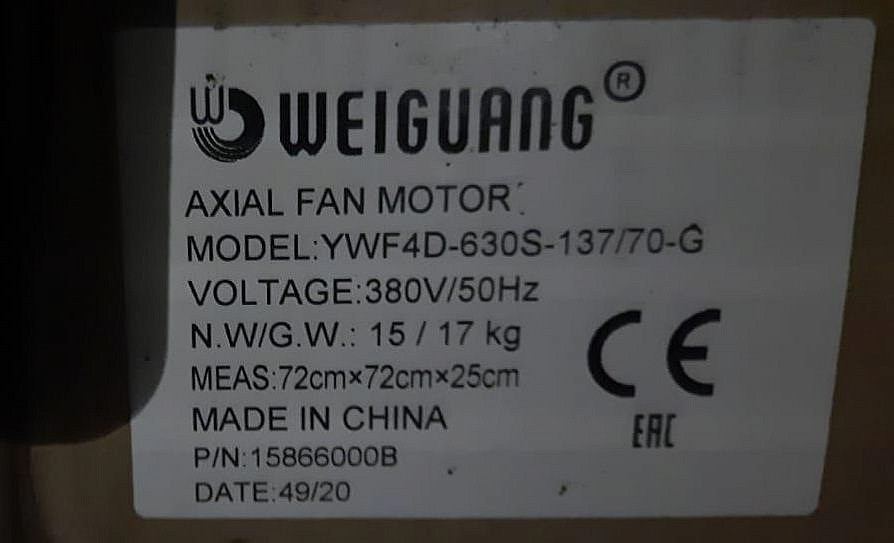 WEIGUANG®
AXIAL FAN MOTOR
MODEL:YWF4D-630S-137/70-G
VOLTAGE:380V/50Hz
N.W/G.W.: 15 / 17 kg
MEAS:72cm×72cm×25cm
MADE IN CHINA
P/N:15866000B
DATE:49/20
CE
EAC